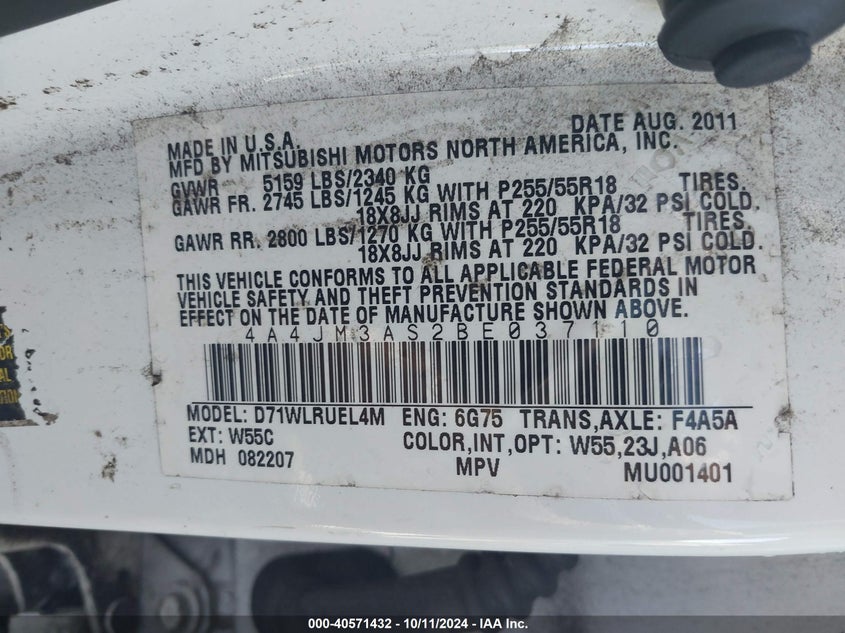 DATE AUG. 2011
MADE IN U.S.A.
MFD BY MITSUBISHI MOTORS NORTH AMERICA, INC.
GVWR 5159 LBS/2340 KG
GAWR FR. 2745 LBS/1245 KG WITH P255/55R18 TIRES.
18X8JJ RIMS AT 220 KPA/32 PSI COLD.
GAWR RR. 2800 LBS/1270 KG WITH P255/55R18 TIRES.
18X8JJ RIMS AT 220 KPA/32 PSI COLD.
THIS VEHICLE CONFORMS TO ALL APPLICABLE FEDERAL MOTOR
VEHICLE SAFETY AND THEFT PREVENTION STANDARDS IN
EFFECT ON THE DATE OF MANUFACTURE SHOWN ABOVE.
4A4JM3AS2BE037110
MODEL: D71WLRUEL4M ENG: 6G75 TRANS,AXLE: F4A5A
EXT: W55C COLOR,INT,OPT: W55,23J,A06
MDH 082207 MPV MU001401
000-40571432 - 10/11/2024 - IAA Inc.